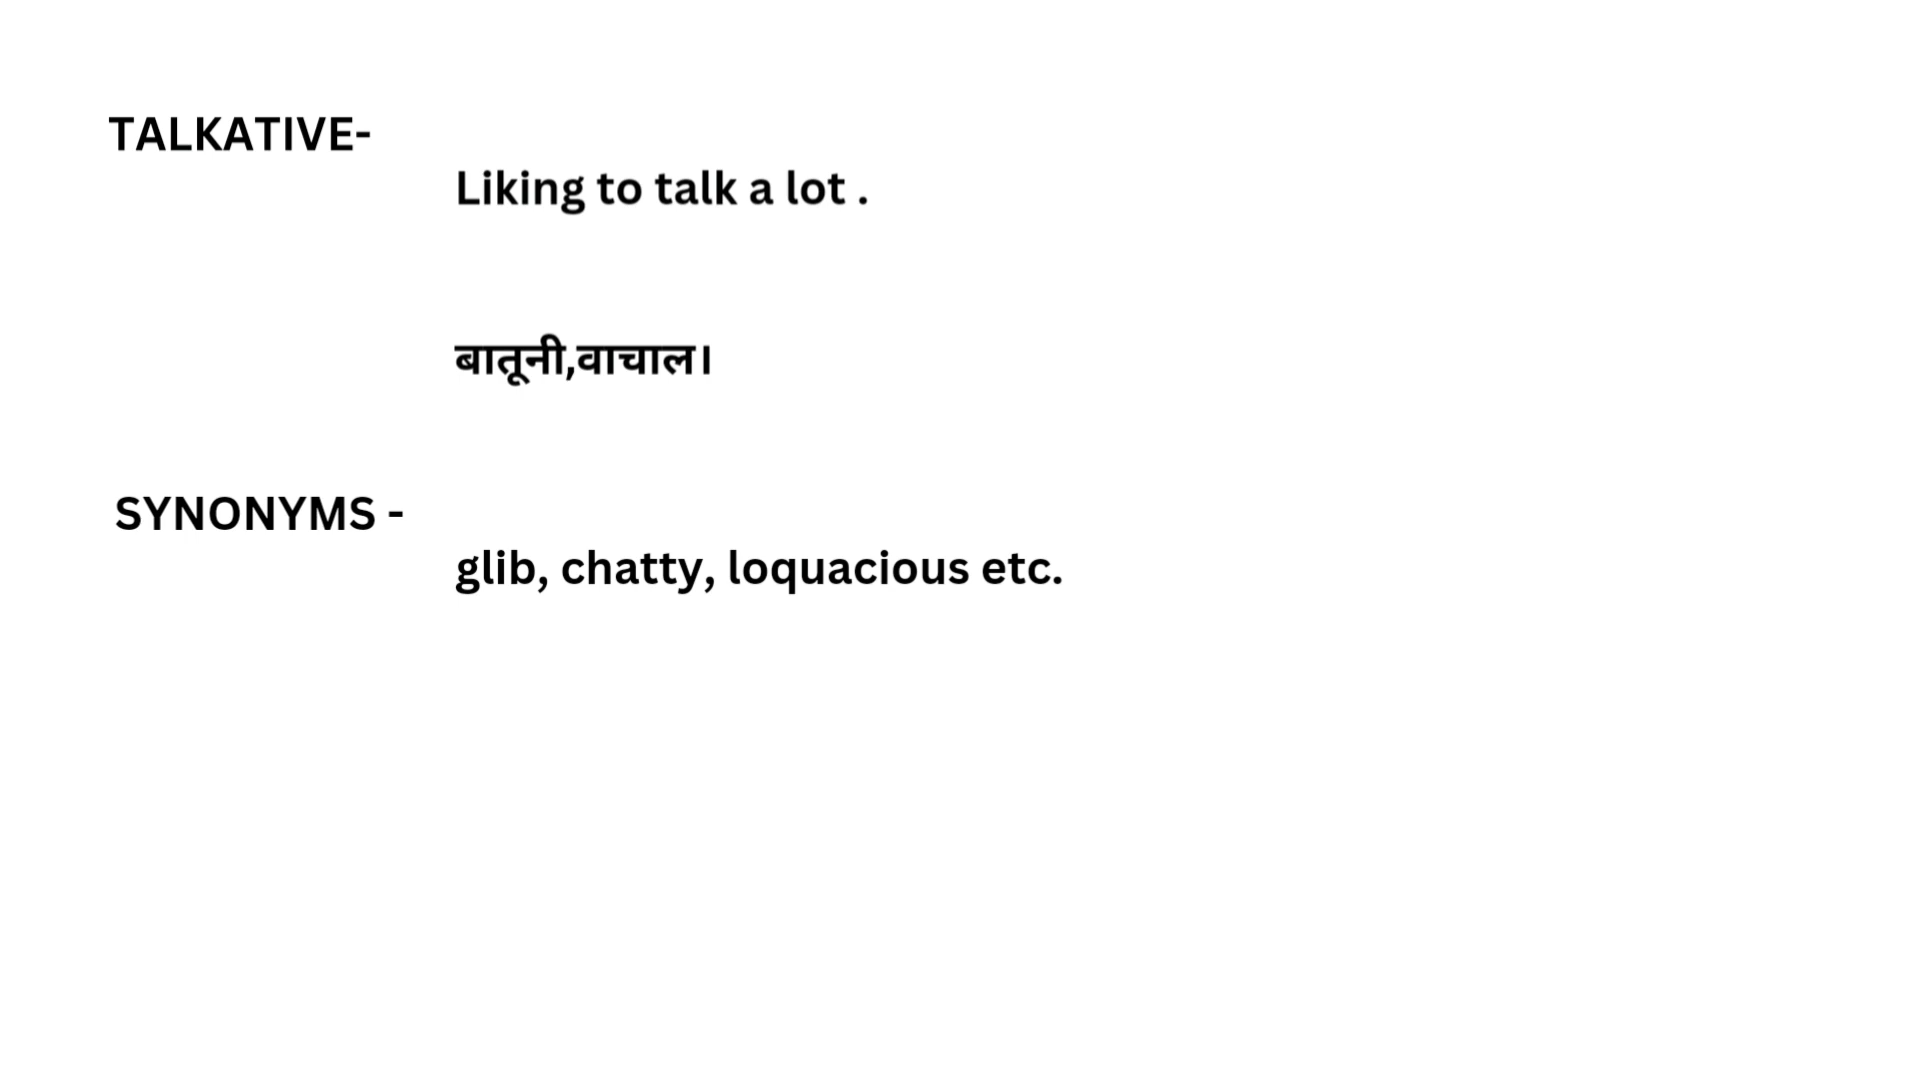 TALKATIVE-
Liking to talk a lot .
बातूनी,वाचाल।
SYNONYMS -
glib, chatty, loquacious etc.